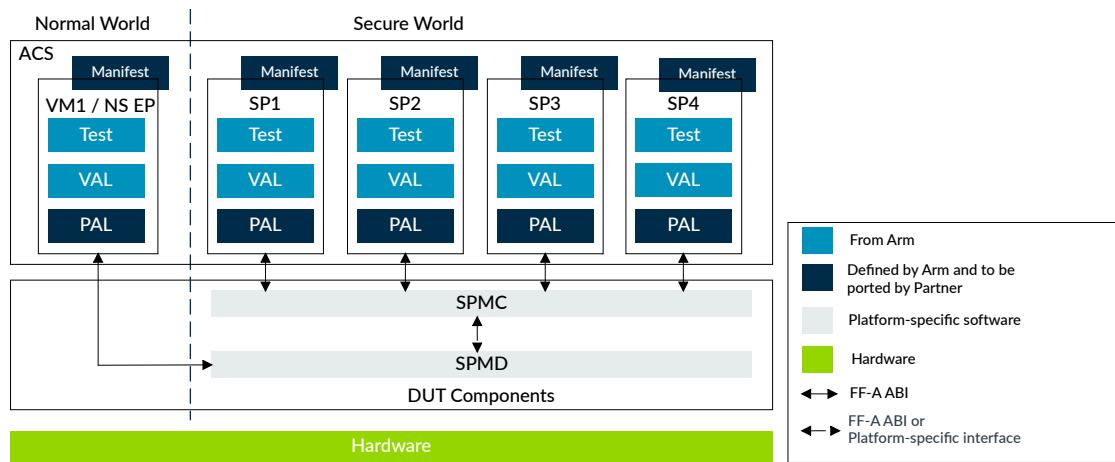 Normal World
Secure World
ACS
Manifest
Manifest
Manifest
Manifest
Manifest
VM1 / NS EP
SP1
SP2
SP3
SP4
Test
Test
Test
Test
Test
VAL
VAL
VAL
VAL
VAL
PAL
PAL
PAL
PAL
PAL
SPMC
SPMD
DUT Components
Hardware
From Arm
Defined by Arm and to be
ported by Partner
Platform-specific software
Hardware
FF-A ABI
FF-A ABI or
Platform-specific interface